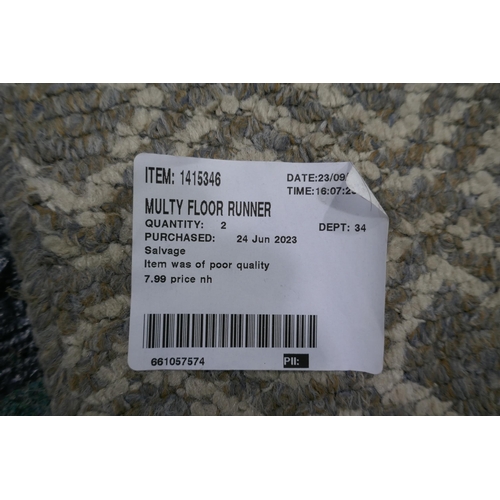 ITEM: 1415346 DATE:23/09
TIME:16:07:2
MULTY FLOOR RUNNER
QUANTITY: 2 DEPT: 34
PURCHASED: 24 Jun 2023
Salvage
Item was of poor quality
7.99 price nh
661057574 PII: